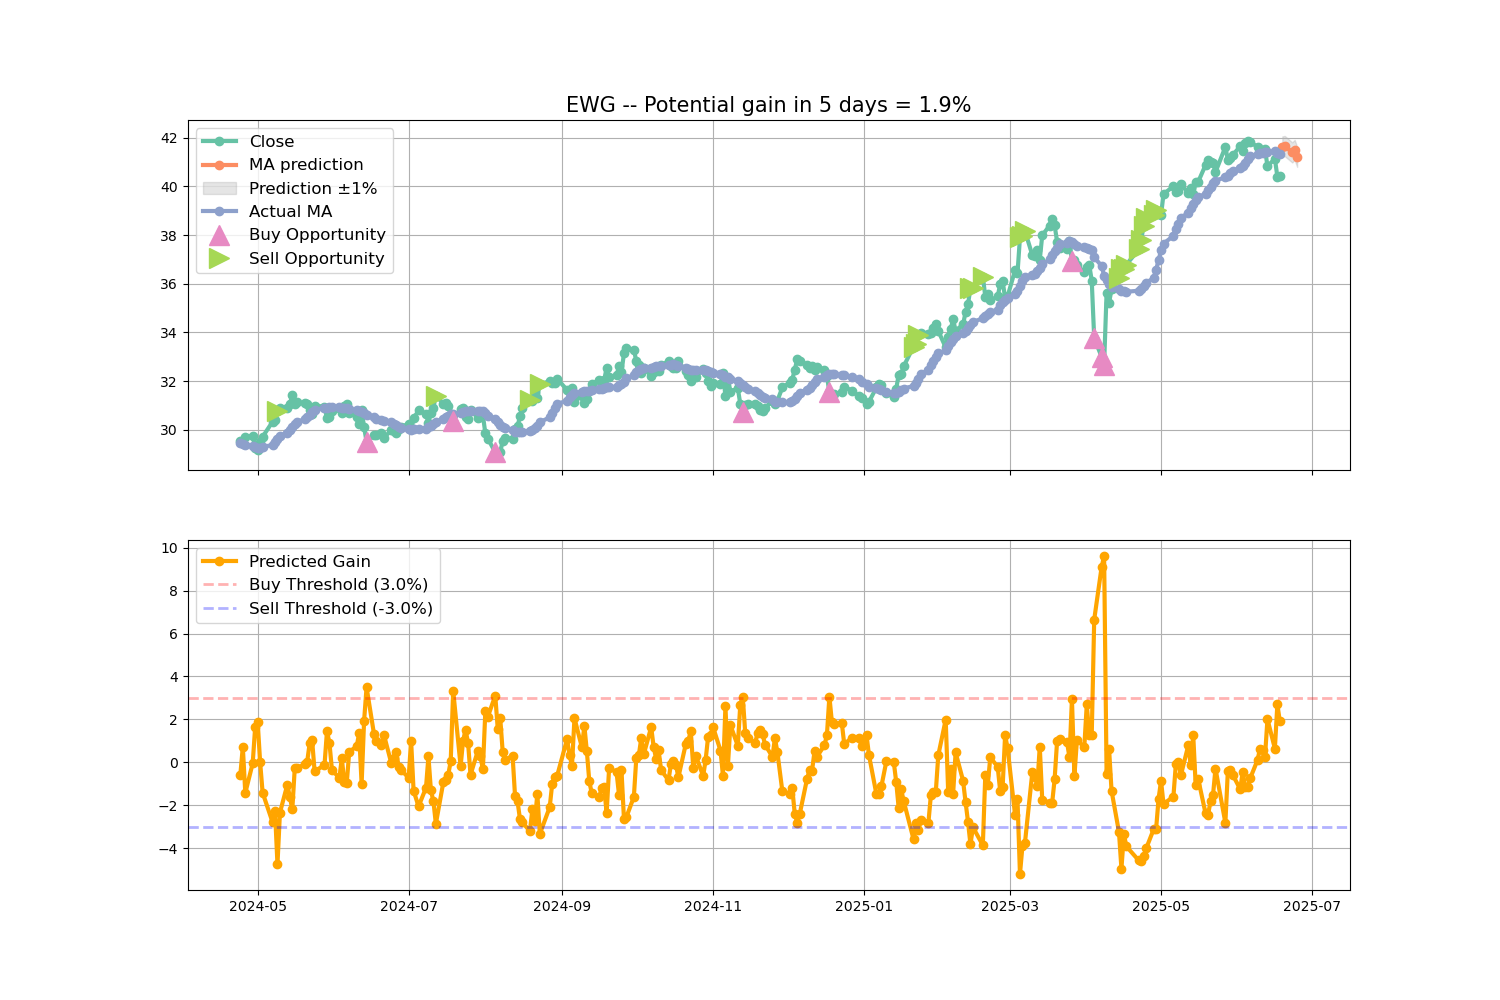 EWG -- Potential gain in 5 days = 1.9%
42
40
38
36
34
32
30
Close
MA prediction
Prediction ±1%
Actual MA
Buy Opportunity
Sell Opportunity
10
8
6
4
2
0
−2
−4
Predicted Gain
Buy Threshold (3.0%)
Sell Threshold (-3.0%)
2024-05
2024-07
2024-09
2024-11
2025-01
2025-03
2025-05
2025-07